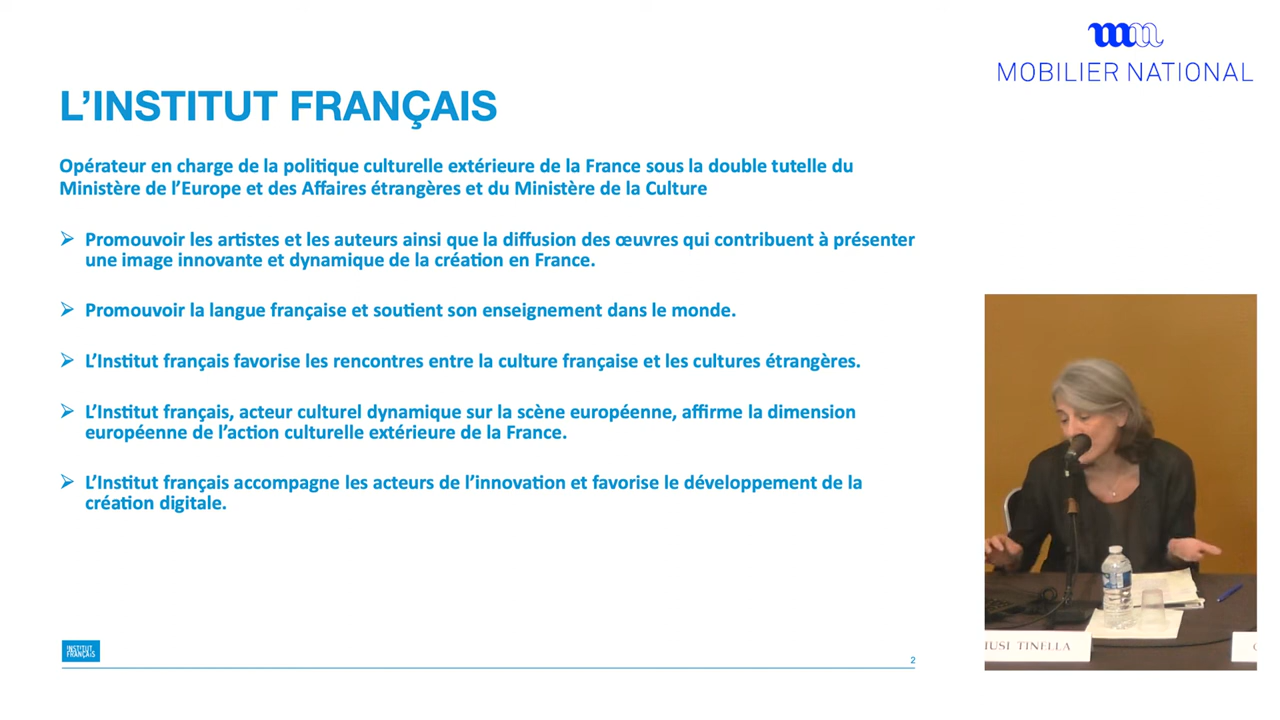 MOBILIER NATIONAL
L’INSTITUT FRANÇAIS
Opérateur en charge de la politique culturelle extérieure de la France sous la double tutelle du
Ministère de l’Europe et des Affaires étrangères et du Ministère de la Culture
Promouvoir les artistes et les auteurs ainsi que la diffusion des œuvres qui contribuent à présenter
une image innovante et dynamique de la création en France.
Promouvoir la langue française et soutient son enseignement dans le monde.
L’Institut français favorise les rencontres entre la culture française et les cultures étrangères.
L’Institut français, acteur culturel dynamique sur la scène européenne, affirme la dimension
européenne de l’action culturelle extérieure de la France.
L’Institut français accompagne les acteurs de l’innovation et favorise le développement de la
création digitale.
TINELLA
INSTITUT
FRANÇAIS
2